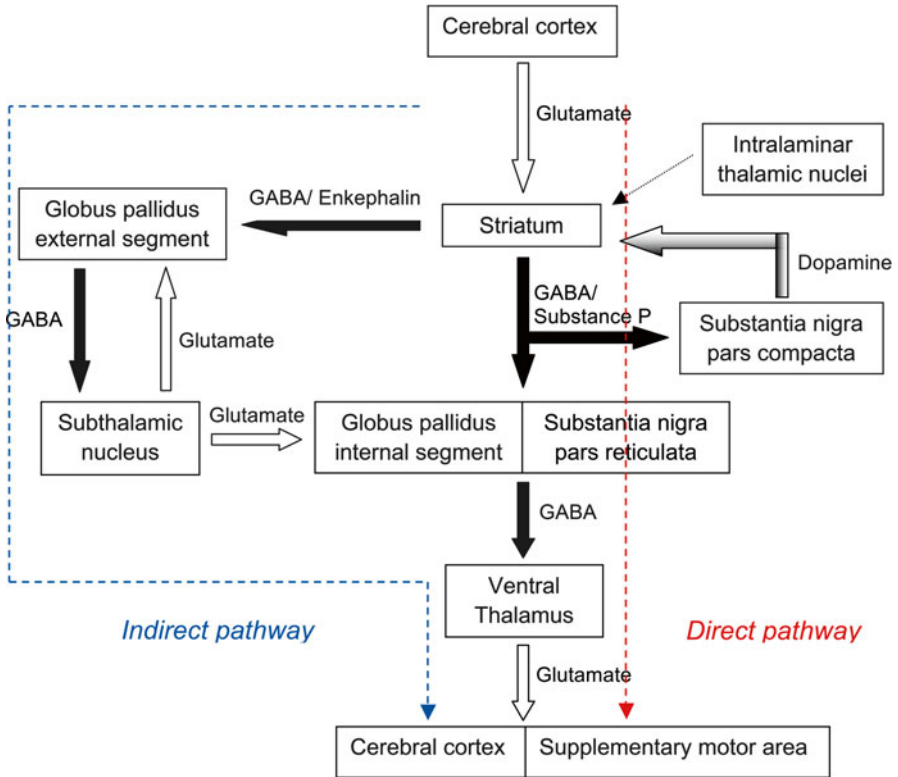 Cerebral cortex
Glutamate
Intralaminar
thalamic nuclei
GABA/ Enkephalin
Globus pallidus
external segment
Striatum
Dopamine
GABA/
Substance P
GABA
Glutamate
Substantia nigra
pars compacta
Subthalamic
nucleus
Glutamate
Globus pallidus
internal segment
Substantia nigra
pars reticulata
GABA
Ventral
Thalamus
Indirect pathway
Direct pathway
Glutamate
Cerebral cortex
Supplementary motor area